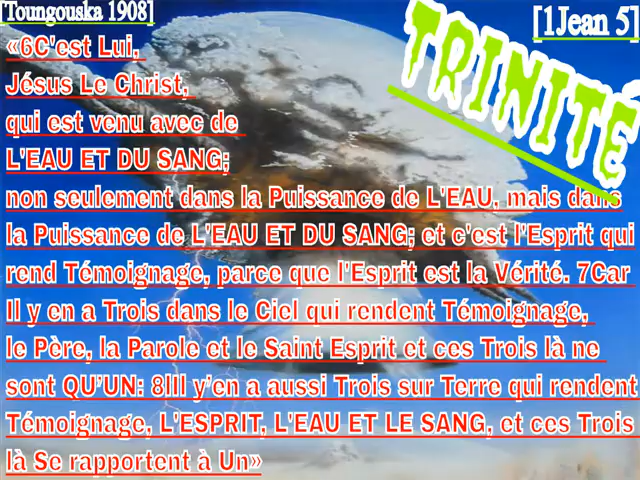 [Toungouska 1908]
[1Jean 5]
TRINITÉ
«6C'est Lui,
Jésus Le Christ,
qui est venu avec de
L'EAU ET DU SANG;
non seulement dans la Puissance de L'EAU, mais dans
la Puissance de L'EAU ET DU SANG; et c'est l'Esprit qui
rend Témoignage, parce que l'Esprit est la Vérité. 7Car
Il y en a Trois dans le Ciel qui rendent Témoignage,
le Père, la Parole et le Saint Esprit et ces Trois là ne
sont QU'UN: 8Ill y'en a aussi Trois sur Terre qui rendent
Témoignage, L'ESPRIT, L'EAU ET LE SANG, et ces Trois
là Se rapportent à Un»